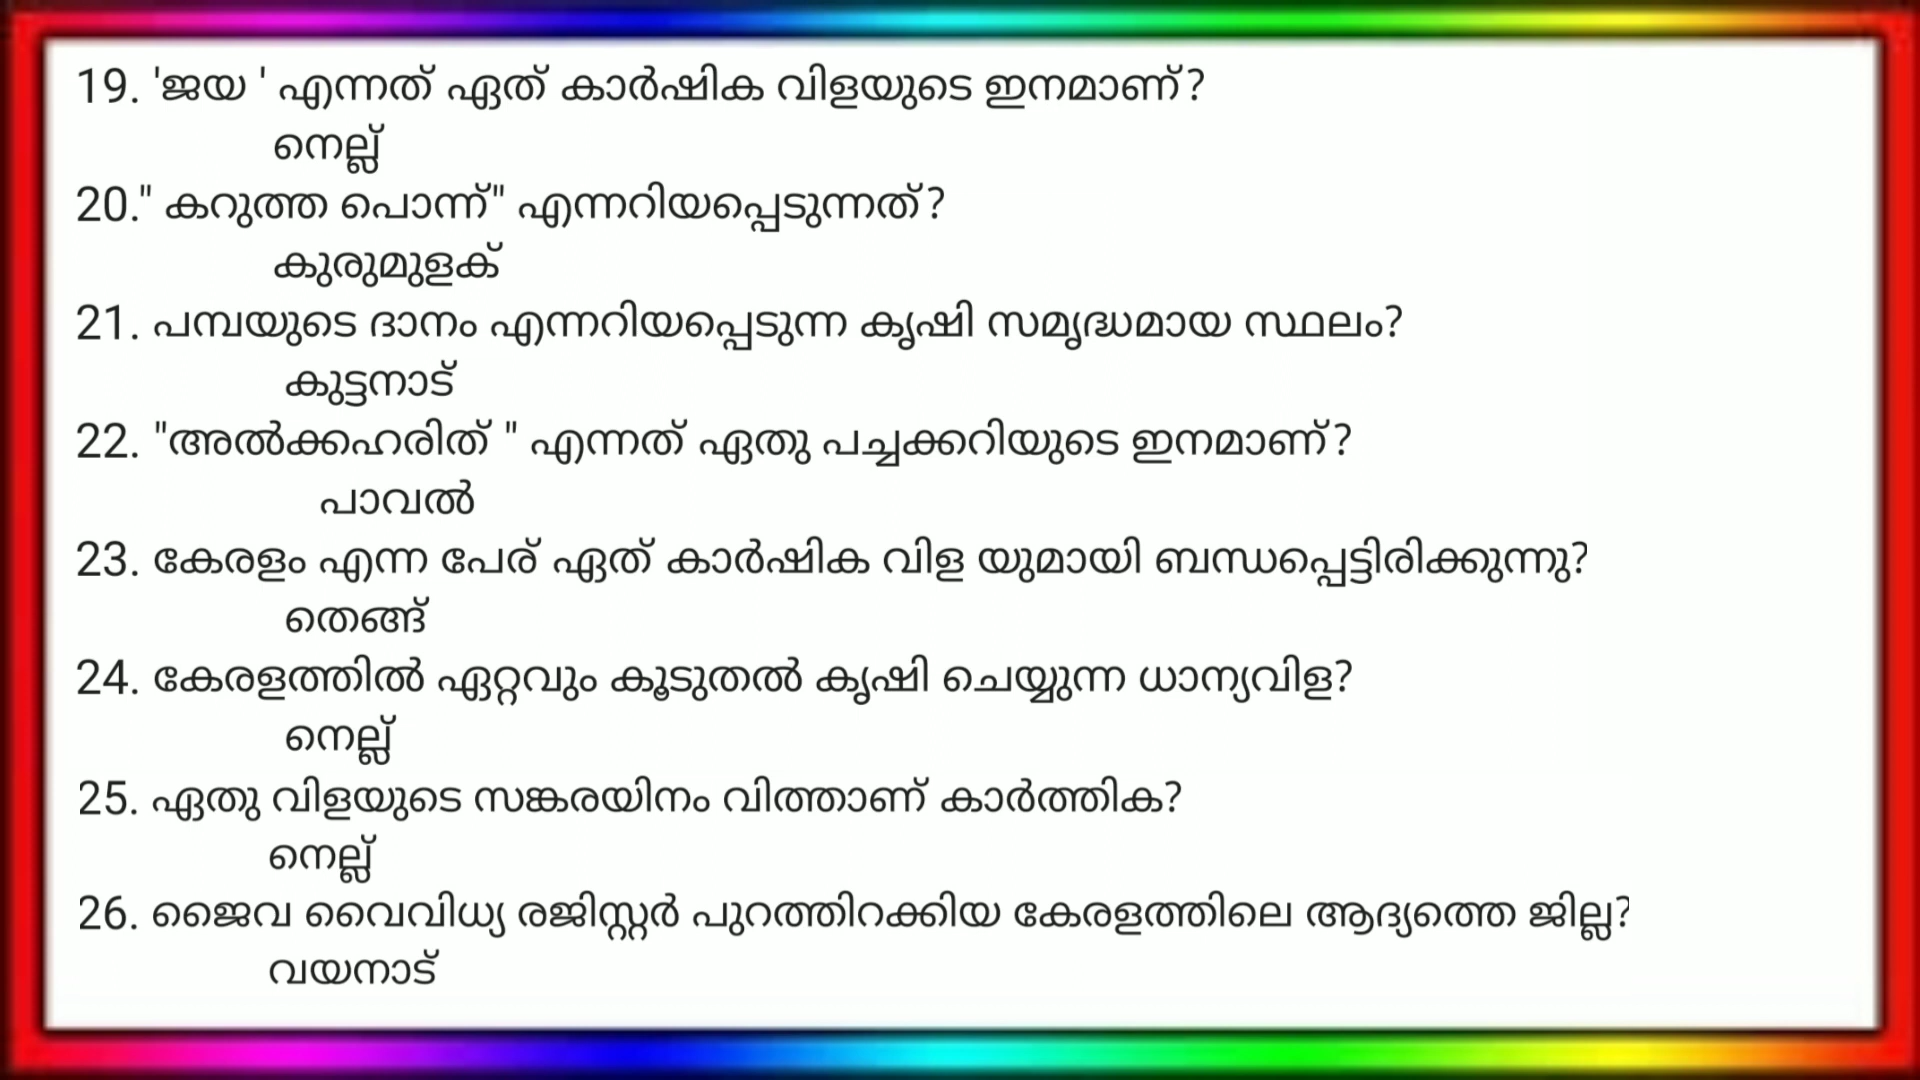 19. 'ജയ ' എന്നത് ഏത് കാർഷിക വിളയുടെ ഇനമാണ്?
നെല്ല്
20." കറുത്ത പൊന്ന്" എന്നറിയപ്പെടുന്നത്?
കുരുമുളക്
21. പമ്പയുടെ ദാനം എന്നറിയപ്പെടുന്ന കൃഷി സമൃദ്ധമായ സ്ഥലം?
കുട്ടനാട്
22. "അൽക്കഹരിത് " എന്നത് ഏതു പച്ചക്കറിയുടെ ഇനമാണ്?
പാവൽ
23. കേരളം എന്ന പേര് ഏത് കാർഷിക വിള യുമായി ബന്ധപ്പെട്ടിരിക്കുന്നു?
തെങ്ങ്
24. കേരളത്തിൽ ഏറ്റവും കൂടുതൽ കൃഷി ചെയ്യുന്ന ധാന്യവിള?
നെല്ല്
25. ഏതു വിളയുടെ സങ്കരയിനം വിത്താണ് കാർത്തിക?
നെല്ല്
26. ജൈവ വൈവിധ്യ രജിസ്റ്റർ പുറത്തിറക്കിയ കേരളത്തിലെ ആദ്യത്തെ ജില്ല?
വയനാട്